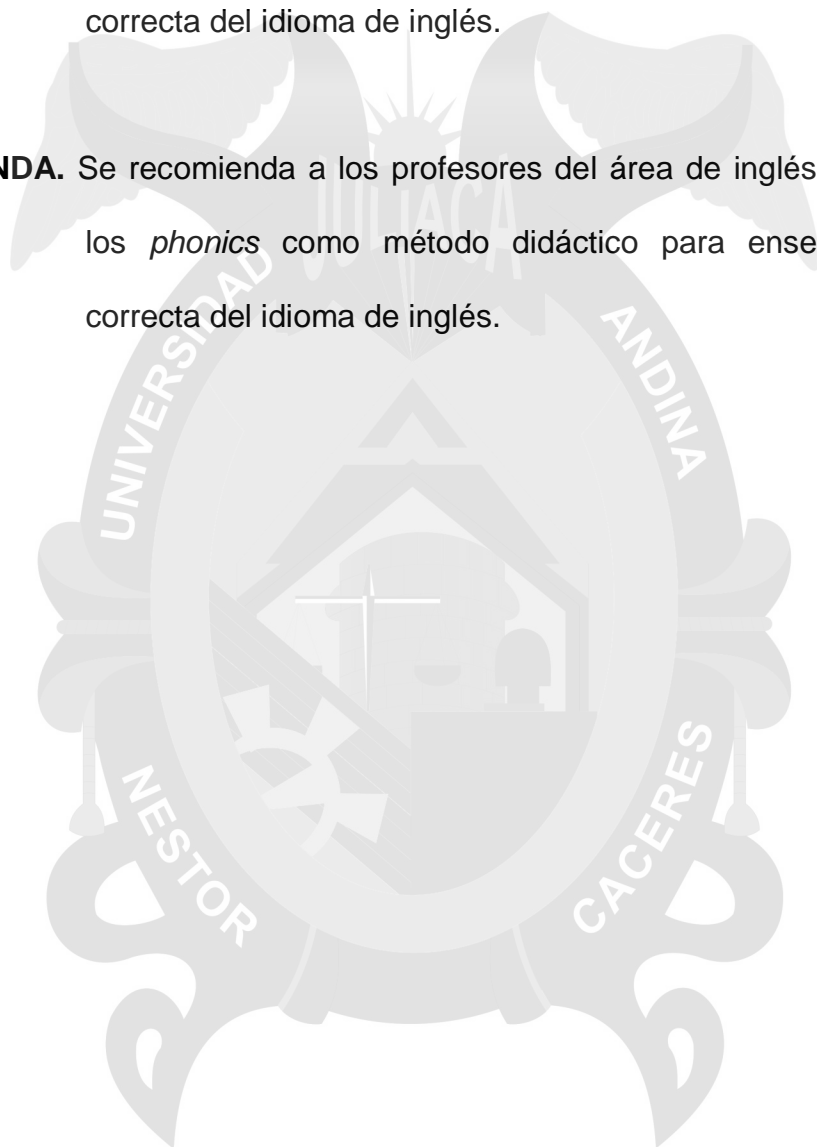 correcta del idioma de inglés.
NDA. Se recomienda a los profesores del área de inglés
los phonics como método didáctico para ense
correcta del idioma de inglés.
JULIACA
UNIVERSIDAD
ANDINA
NESTOR
CACERES